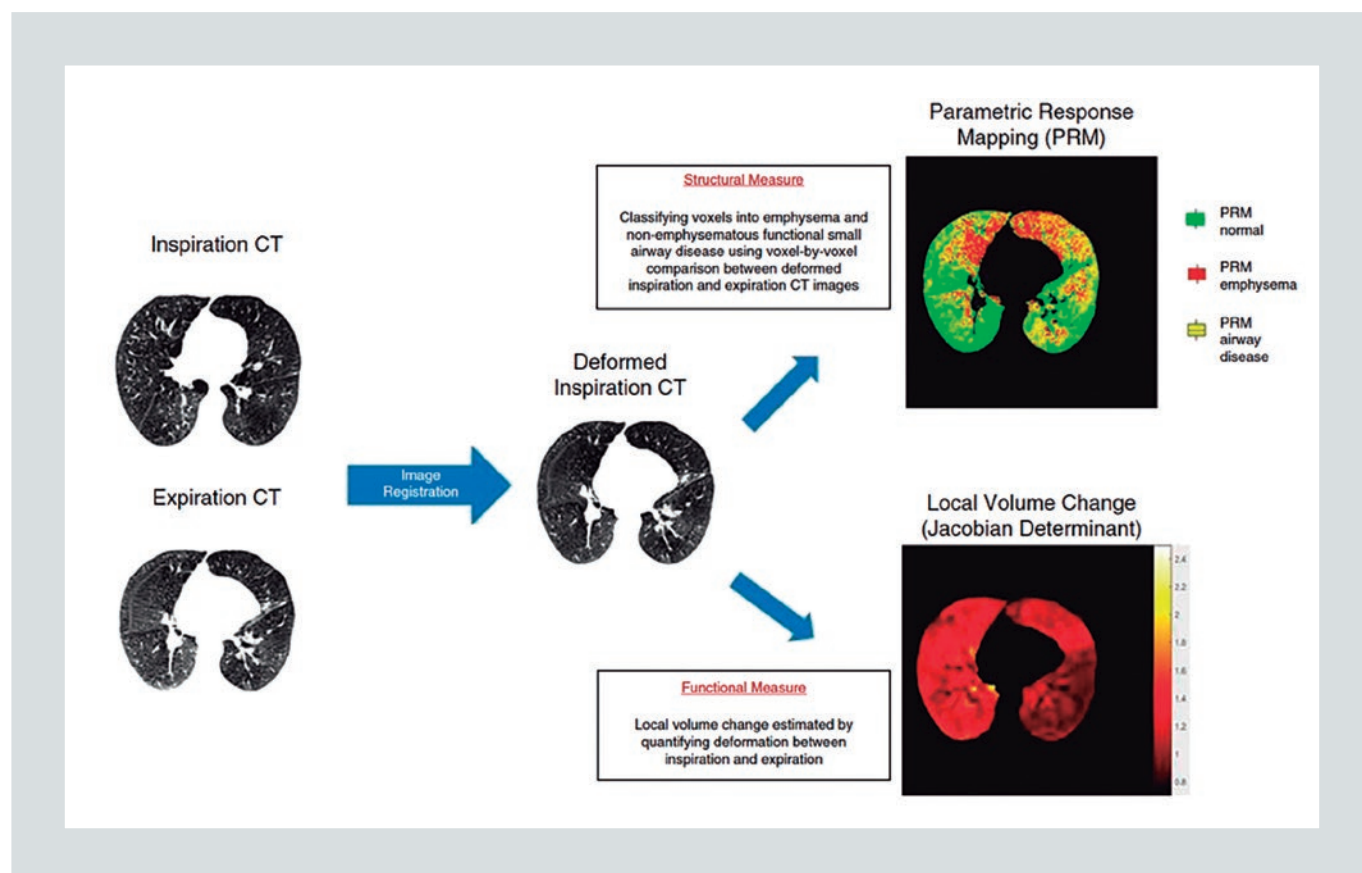 Inspiration CT
Expiration CT
Image
Registration
Deformed
Inspiration CT
Structural Measure
Classifying voxels into emphysema and
non-emphysematous functional small
airway disease using voxel-by-voxel
comparison between deformed
inspiration and expiration CT images
Parametric Response
Mapping (PRM)
PRM
normal
PRM
emphysema
PRM
airway
disease
Functional Measure
Local volume change estimated by
quantifying deformation between
inspiration and expiration
Local Volume Change
(Jacobian Determinant)
2.4
2
1.8
1.6
1.4
1.2
1
0.8